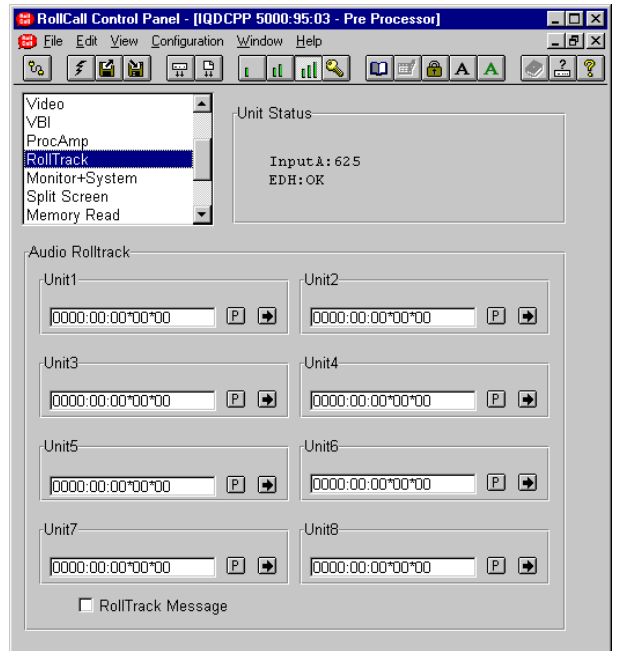 RollCall Control Panel - [IQDCPP 5000:95:03 - Pre Processor]
File Edit View Configuration Window Help
A A
Video
VBI
ProcAmp
RollTrack
Monitor+System
Split Screen
Memory Read
Unit Status
InputA:625
EDH:OK
Audio Rolltrack
Unit1
0000:00:00*00*00 P
Unit2
0000:00:00*00*00 P
Unit3
0000:00:00*00*00 P
Unit4
0000:00:00*00*00 P
Unit5
0000:00:00*00*00 P
Unit6
0000:00:00*00*00 P
Unit7
0000:00:00*00*00 P
Unit8
0000:00:00*00*00 P
RollTrack Message